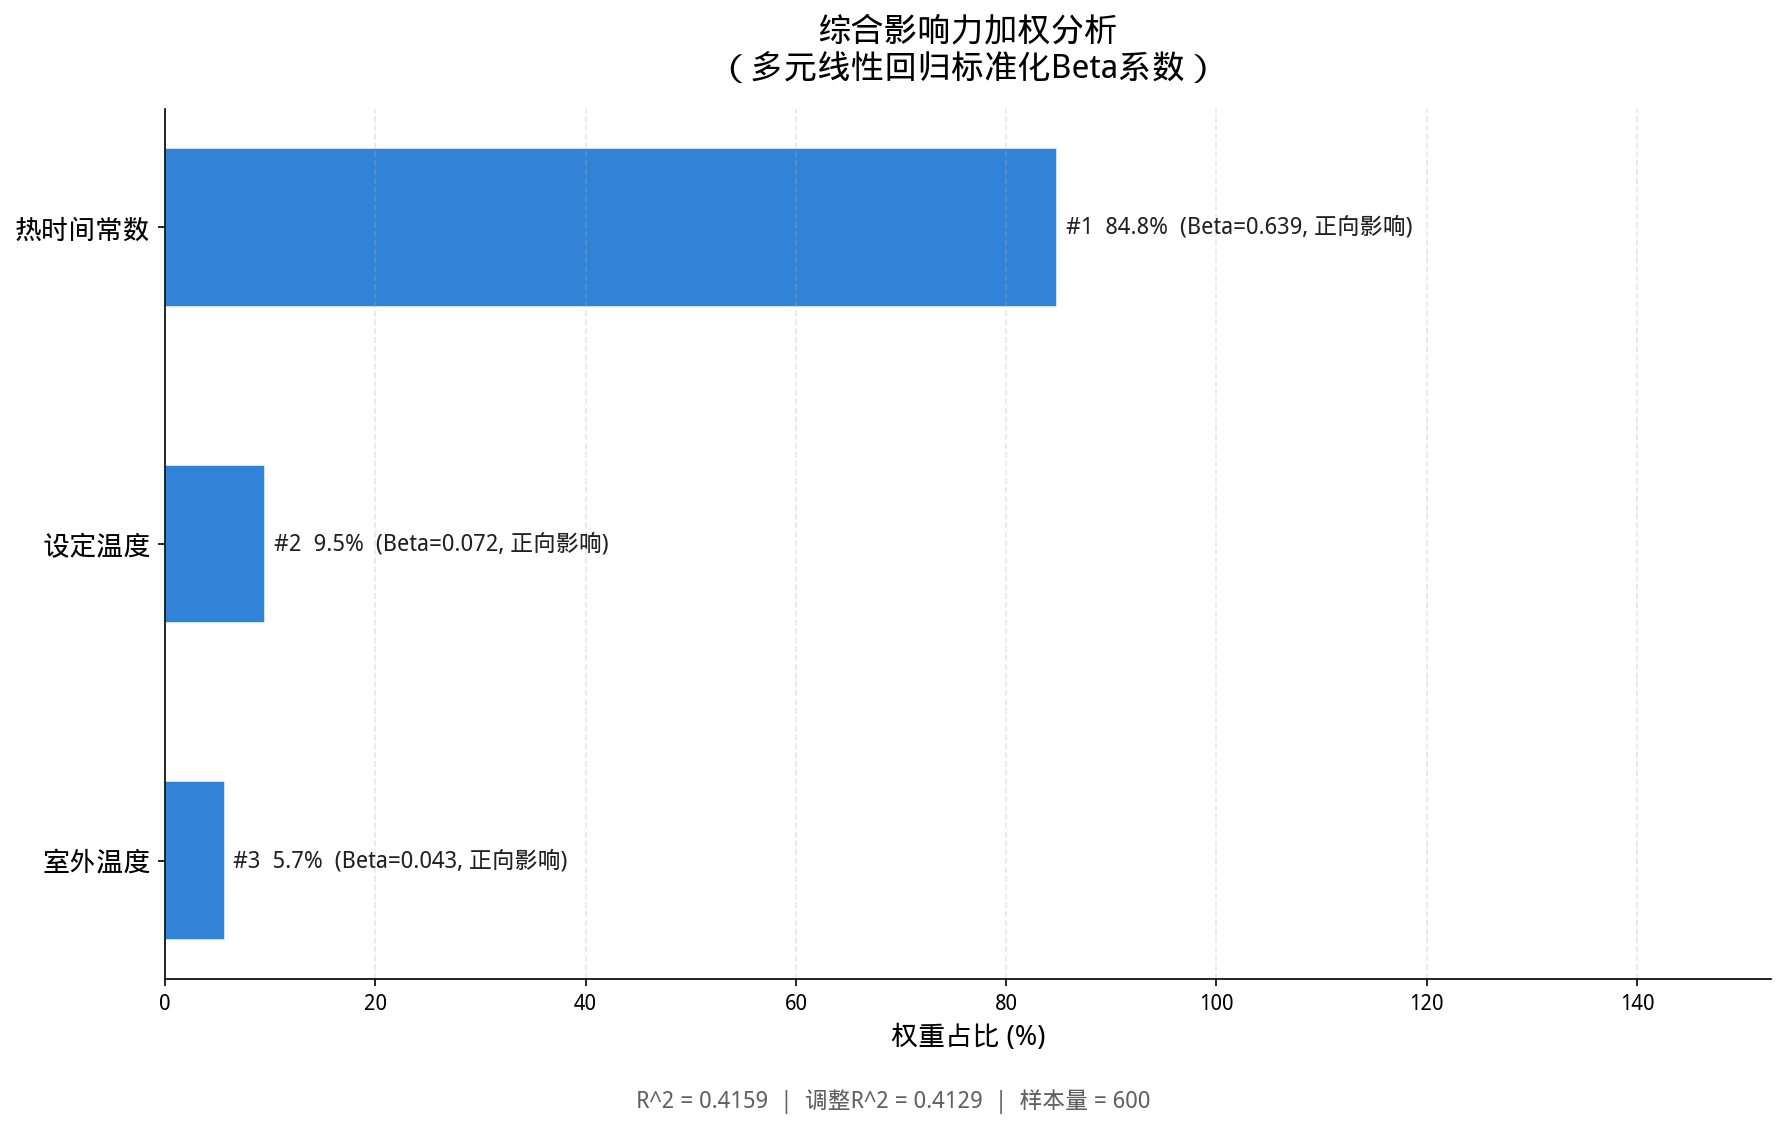 综合影响力加权分析
（多元线性回归标准化Beta系数）
热时间常数
#1  84.8%  (Beta=0.639, 正向影响)
设定温度
#2  9.5%  (Beta=0.072, 正向影响)
室外温度
#3  5.7%  (Beta=0.043, 正向影响)
0 20 40 60 80 100 120 140
权重占比 (%)
R^2 = 0.4159  |  调整R^2 = 0.4129  |  样本量 = 600